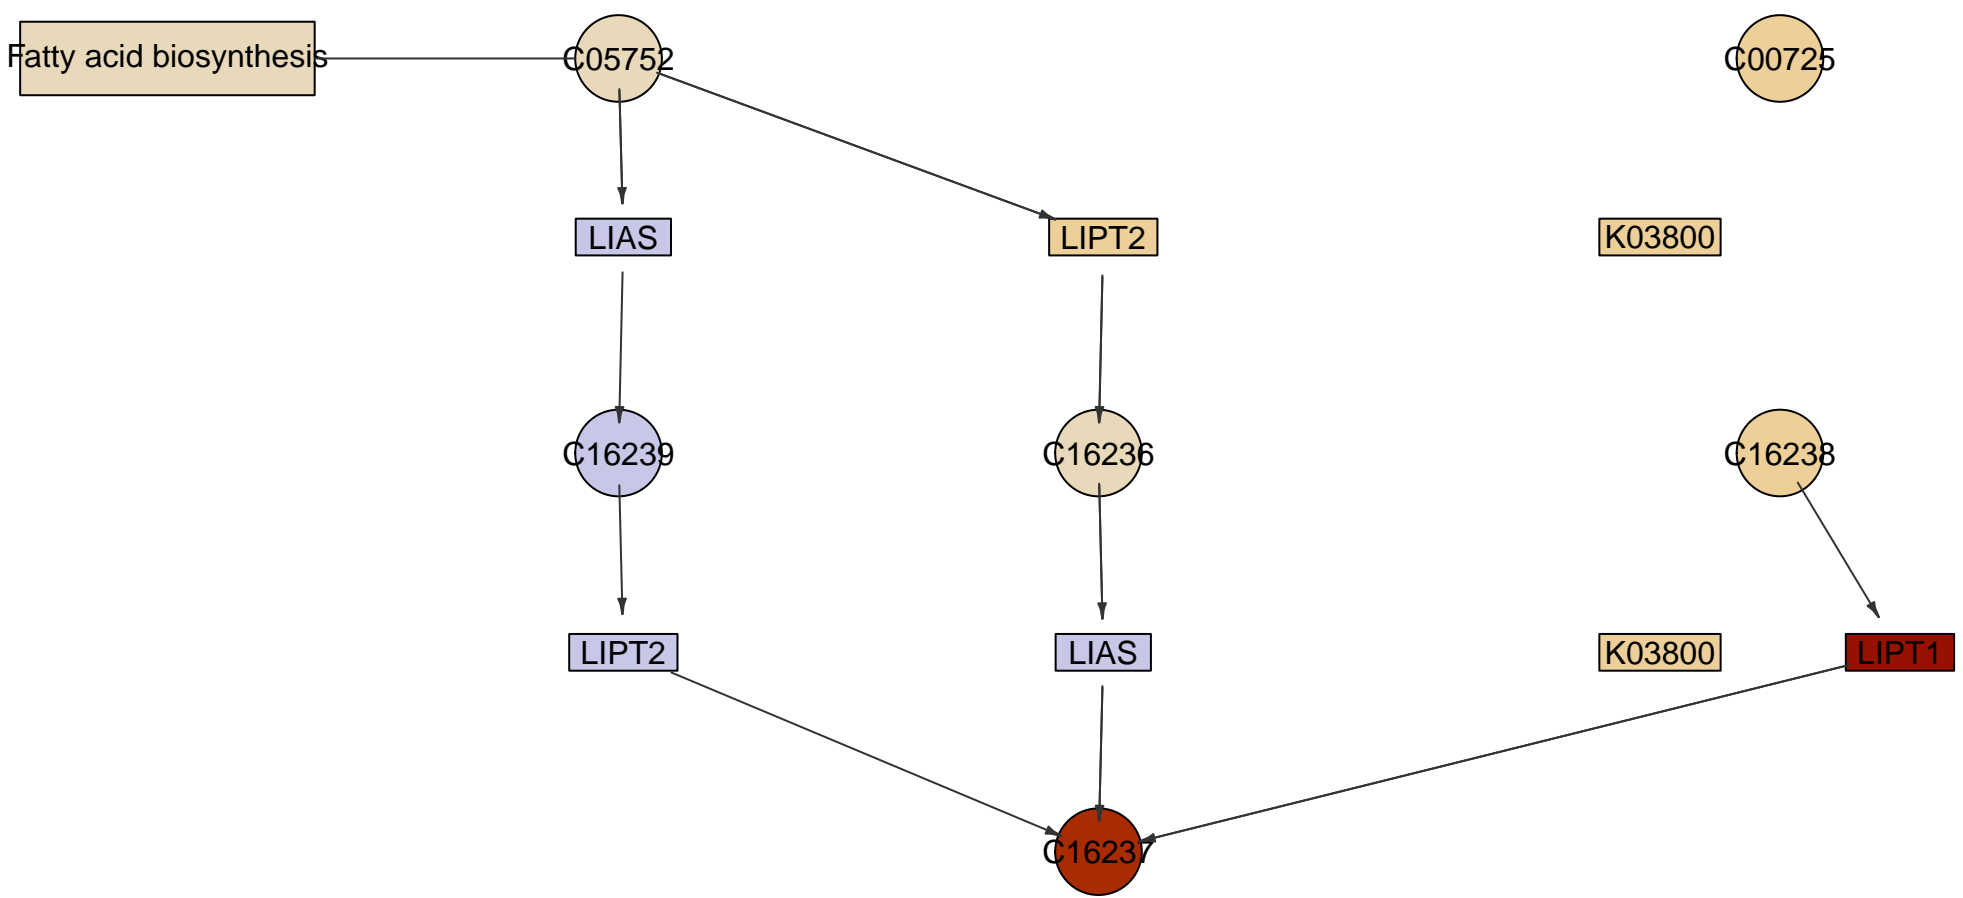 Fatty acid biosynthesis
C05752
C00725
LIAS
LIPT2
K03800
C16239
C16236
C16238
LIPT2
LIAS
K03800
LIPT1
C16237